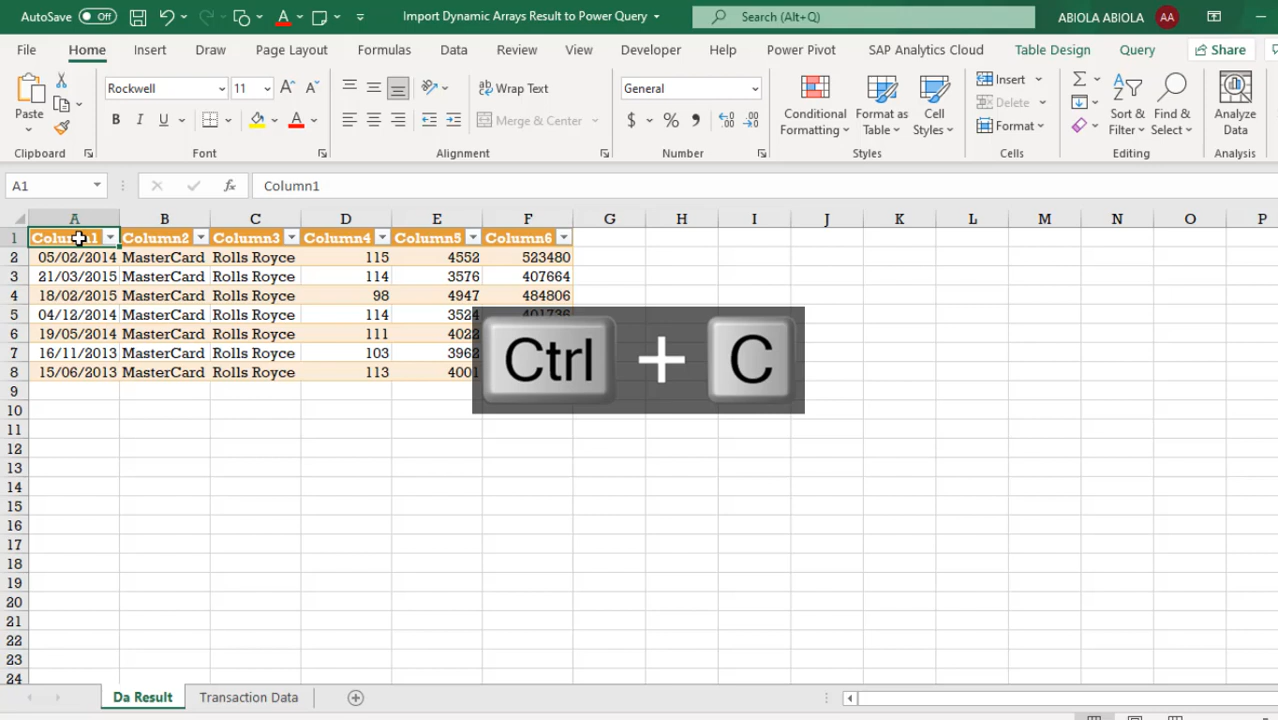 AutoSave Off Import Dynamic Arrays Result to Power Query Search (Alt+Q) ABIOLA ABIOLA AA
File Home Insert Draw Page Layout Formulas Data Review View Developer Help Power Pivot SAP Analytics Cloud Table Design Query Share
Paste
Rockwell 11
B I U
Wrap Text
Merge & Center
General
$ % 9
Conditional Formatting
Format as Table
Cell Styles
Insert
Delete
Format
Sort & Filter
Find & Select
Analyze Data
Clipboard Font Alignment Number Styles Cells Editing Analysis
A1 fx Column1
A B C D E F G H I J K L M N O P
1 Column1 Column2 Column3 Column4 Column5 Column6
2 05/02/2014 MasterCard Rolls Royce 115 4552 523480
3 21/03/2015 MasterCard Rolls Royce 114 3576 407664
4 18/02/2015 MasterCard Rolls Royce 98 4947 484806
5 04/12/2014 MasterCard Rolls Royce 114 3524 401736
6 19/05/2014 MasterCard Rolls Royce 111 4022
7 16/11/2013 MasterCard Rolls Royce 103 3962
8 15/06/2013 MasterCard Rolls Royce 113 4001
Ctrl + C
9
10
11
12
13
14
15
16
17
18
19
20
21
22
23
24
Da Result Transaction Data